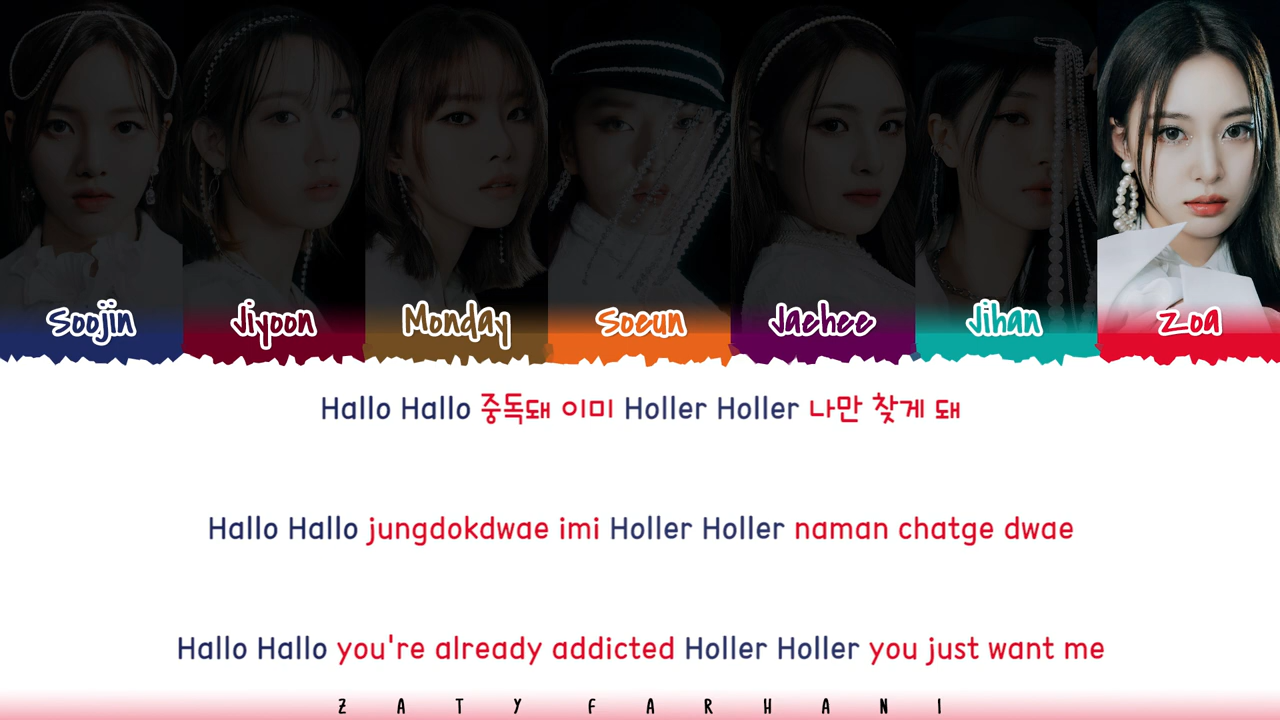 Soojin Jiyoon Monday Soeun Jaehee Jihan Zoa
Hallo Hallo 중독돼 이미 Holler Holler 나만 찾게 돼
Hallo Hallo jungdokdwae imi Holler Holler naman chatge dwae
Hallo Hallo you're already addicted Holler Holler you just want me
ZATY FARHANI